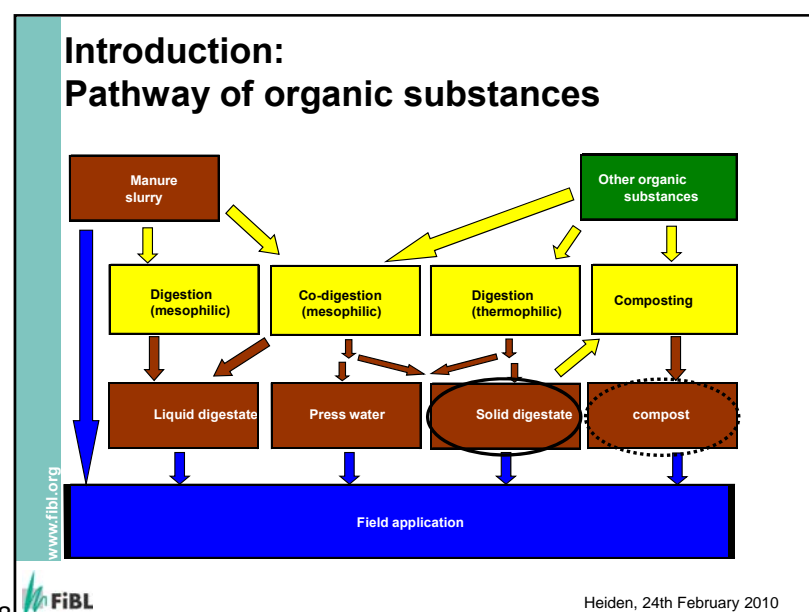 Introduction:
Pathway of organic substances
Manure
slurry
Other organic
substances
Digestion
(mesophilic)
Co-digestion
(mesophilic)
Digestion
(thermophilic)
Composting
Liquid digestate
Press water
Solid digestate
compost
Field application
www.fibl.org
FiBL
Heiden, 24th February 2010